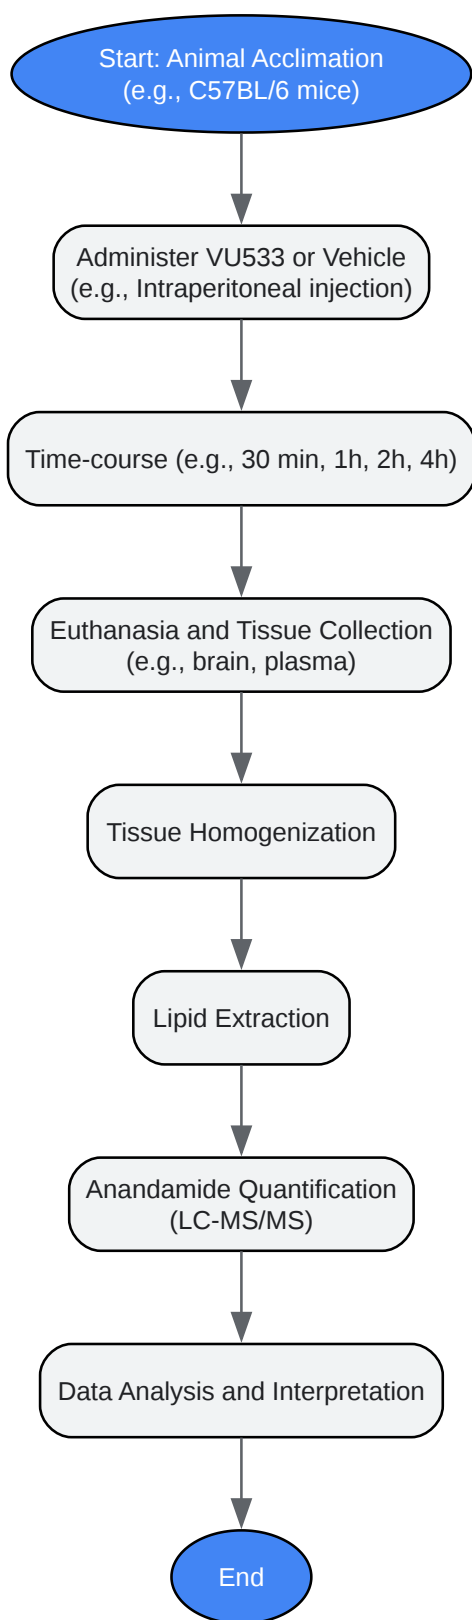 Start: Animal Acclimation
(e.g., C57BL/6 mice)
Administer VU533 or Vehicle
(e.g., Intraperitoneal injection)
Time-course (e.g., 30 min, 1h, 2h, 4h)
Euthanasia and Tissue Collection
(e.g., brain, plasma)
Tissue Homogenization
Lipid Extraction
Anandamide Quantification
(LC-MS/MS)
Data Analysis and Interpretation
End